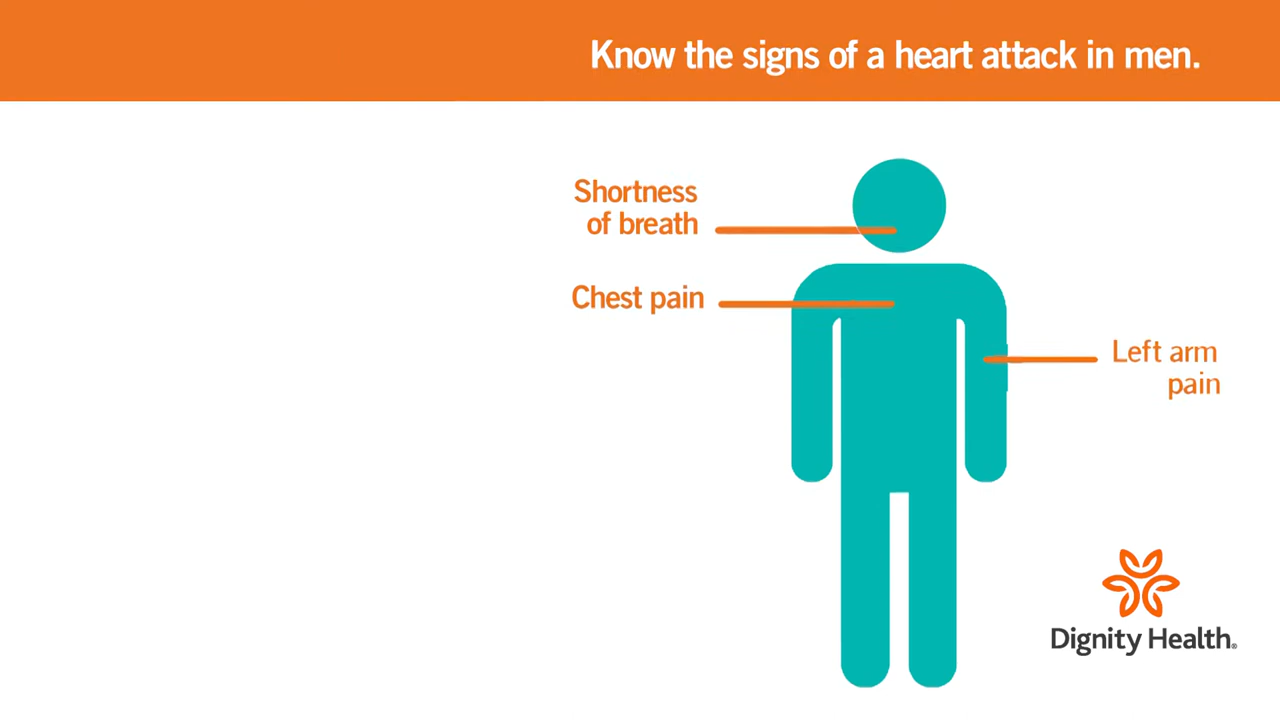 Know the signs of a heart attack in men.
Shortness
of breath
Chest pain
Left arm
pain
Dignity Health®